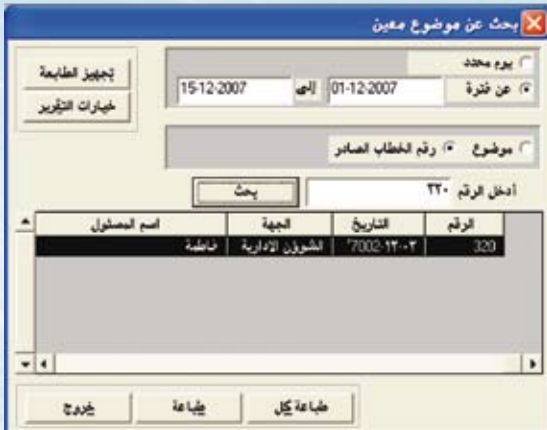 بحث عن موضوع معين
يوم محدد
عن فترة 01-12-2007 إلى 15-12-2007
تجهيز الطابعة
خيارات التقرير
موضوع رقم الخطاب الصادر
أدخل الرقم ٣٢٠ بحث
الرقم التاريخ الجهة اسم المسئول
320 الشوؤن الادارية فاطمة
طباعة كل طباعة خروج